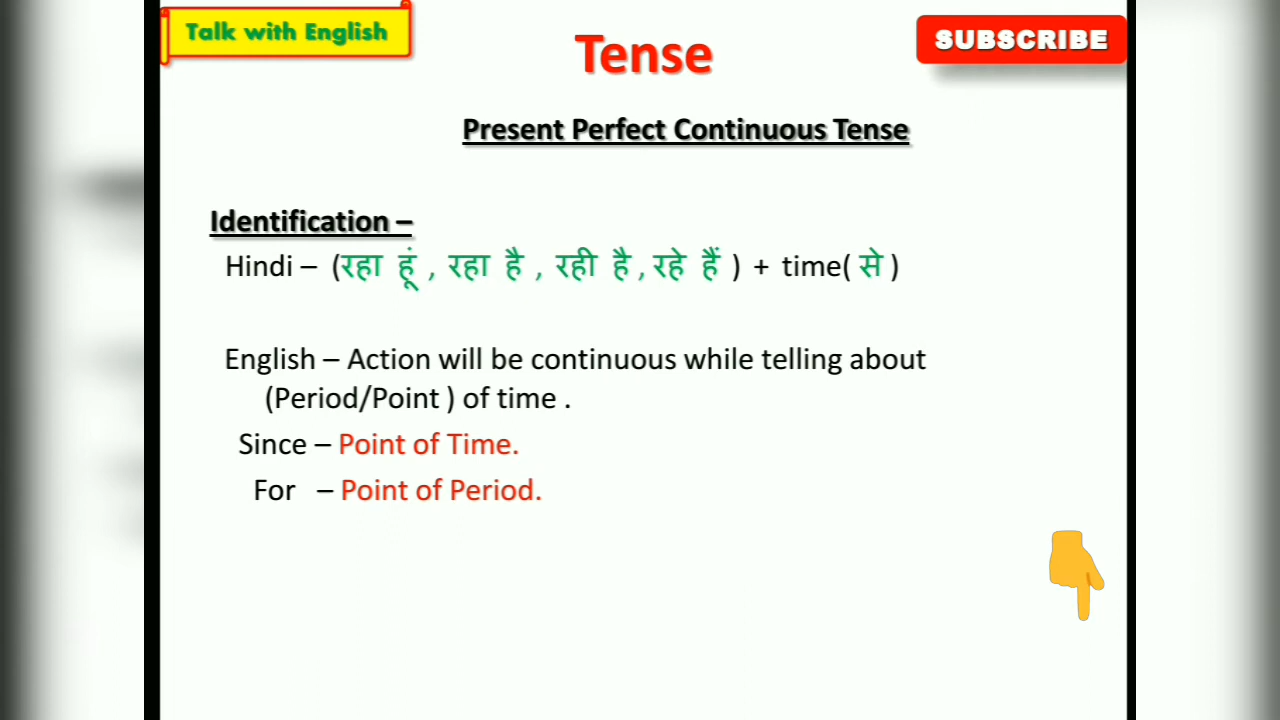 Talk with English
SUBSCRIBE
Tense
Present Perfect Continuous Tense
Identification –
Hindi – (रहा हूं , रहा है , रही है , रहे हैं ) + time( से )
English – Action will be continuous while telling about
(Period/Point ) of time .
Since – Point of Time.
For – Point of Period.